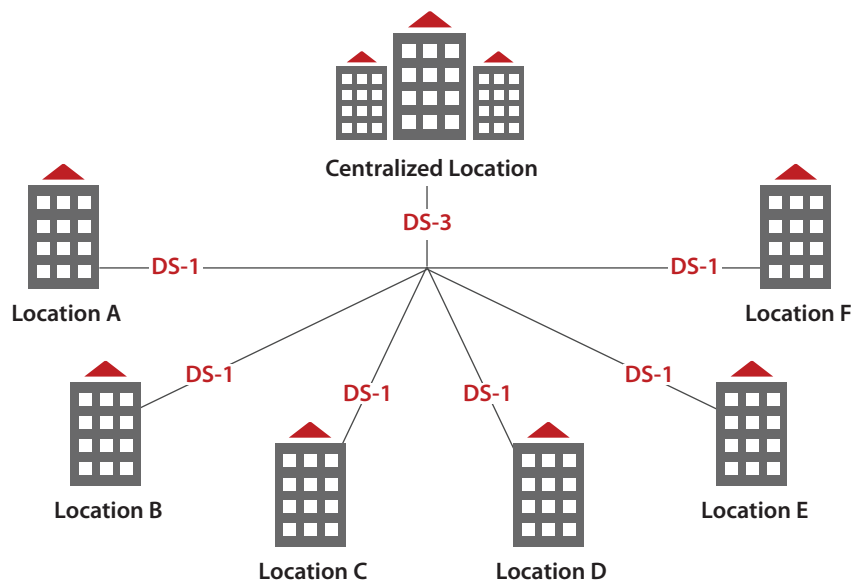 Centralized Location
DS-3
DS-1
DS-1
Location A
Location F
DS-1
DS-1
DS-1
DS-1
Location B
Location E
Location C
Location D